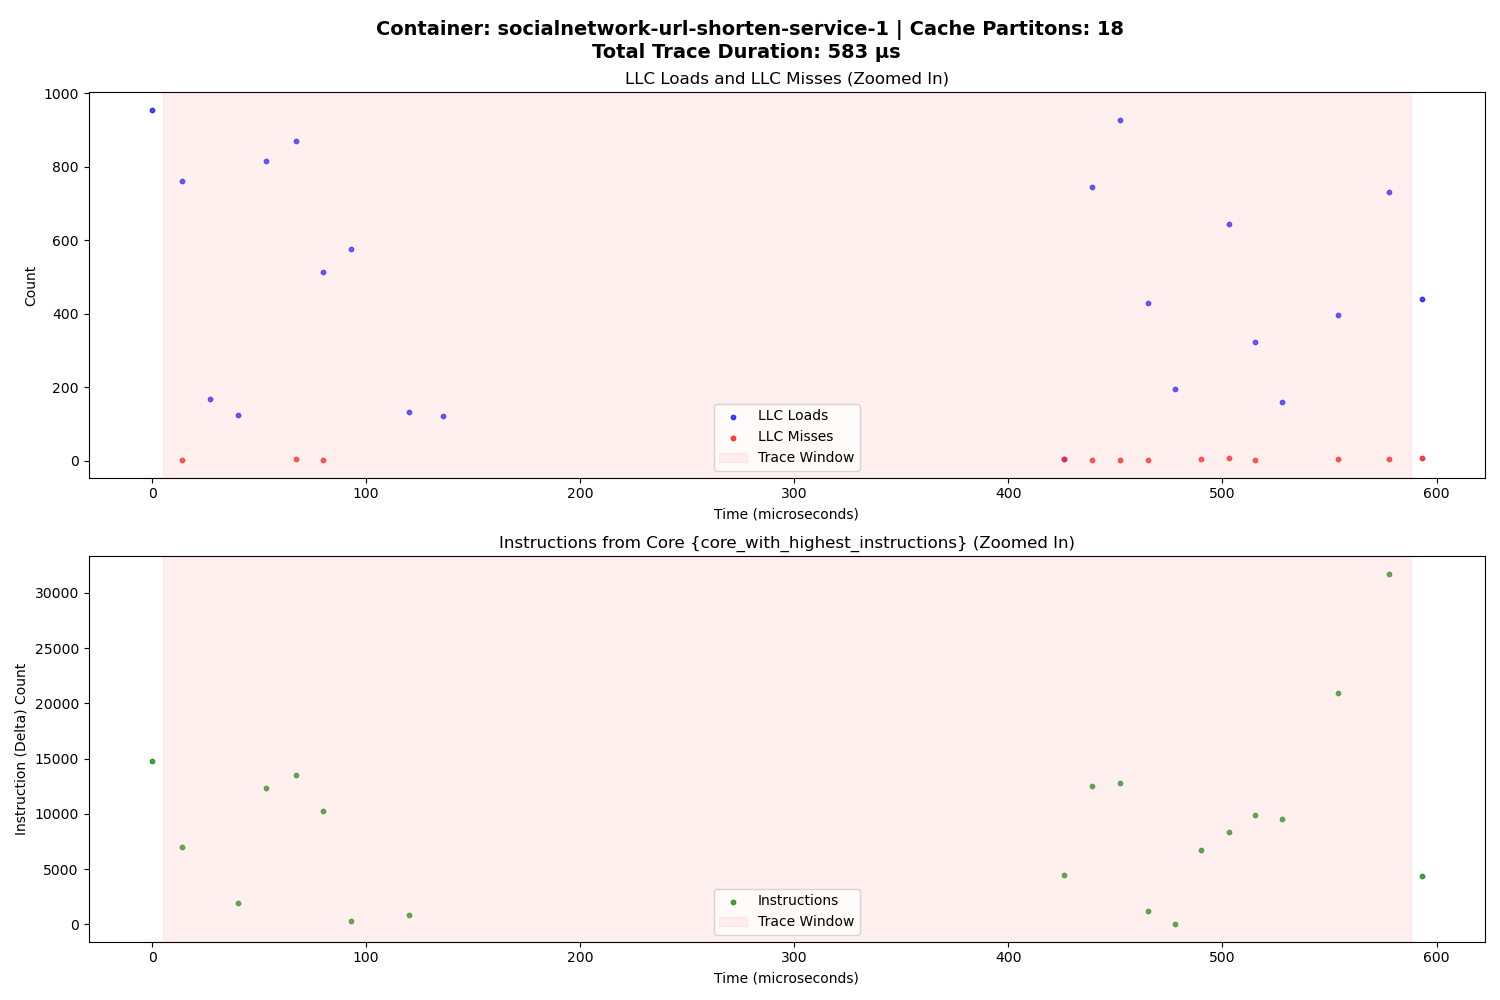 Container: socialnetwork-url-shorten-service-1 | Cache Partitons: 18
Total Trace Duration: 583 µs
LLC Loads and LLC Misses (Zoomed In)
Count
1000
800
600
400
200
0
LLC Loads
LLC Misses
Trace Window
0 100 200 300 400 500 600
Time (microseconds)
Instructions from Core {core_with_highest_instructions} (Zoomed In)
Instruction (Delta) Count
30000
25000
20000
15000
10000
5000
0
Instructions
Trace Window
0 100 200 300 400 500 600
Time (microseconds)